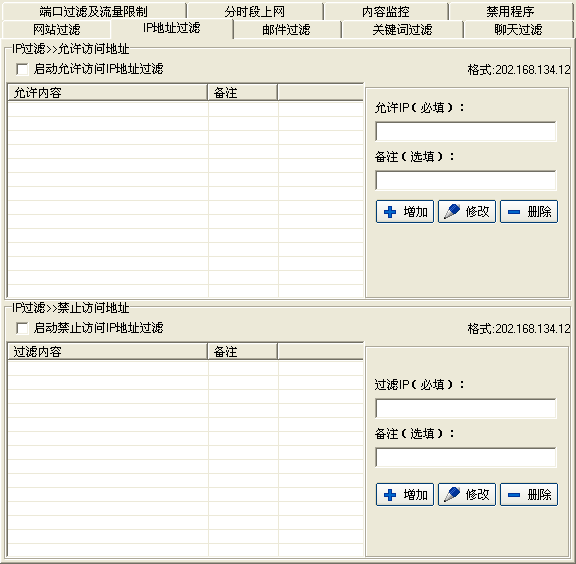 端口过滤及流量限制 分时段上网 内容监控 禁用程序
网站过滤 IP地址过滤 邮件过滤 关键词过滤 聊天过滤
IP过滤>>允许访问地址
启动允许访问IP地址过滤 格式:202.168.134.12
允许内容 备注
允许IP(必填):
备注(选填):
增加 修改 删除
IP过滤>>禁止访问地址
启动禁止访问IP地址过滤 格式:202.168.134.12
过滤内容 备注
过滤IP(必填):
备注(选填):
增加 修改 删除